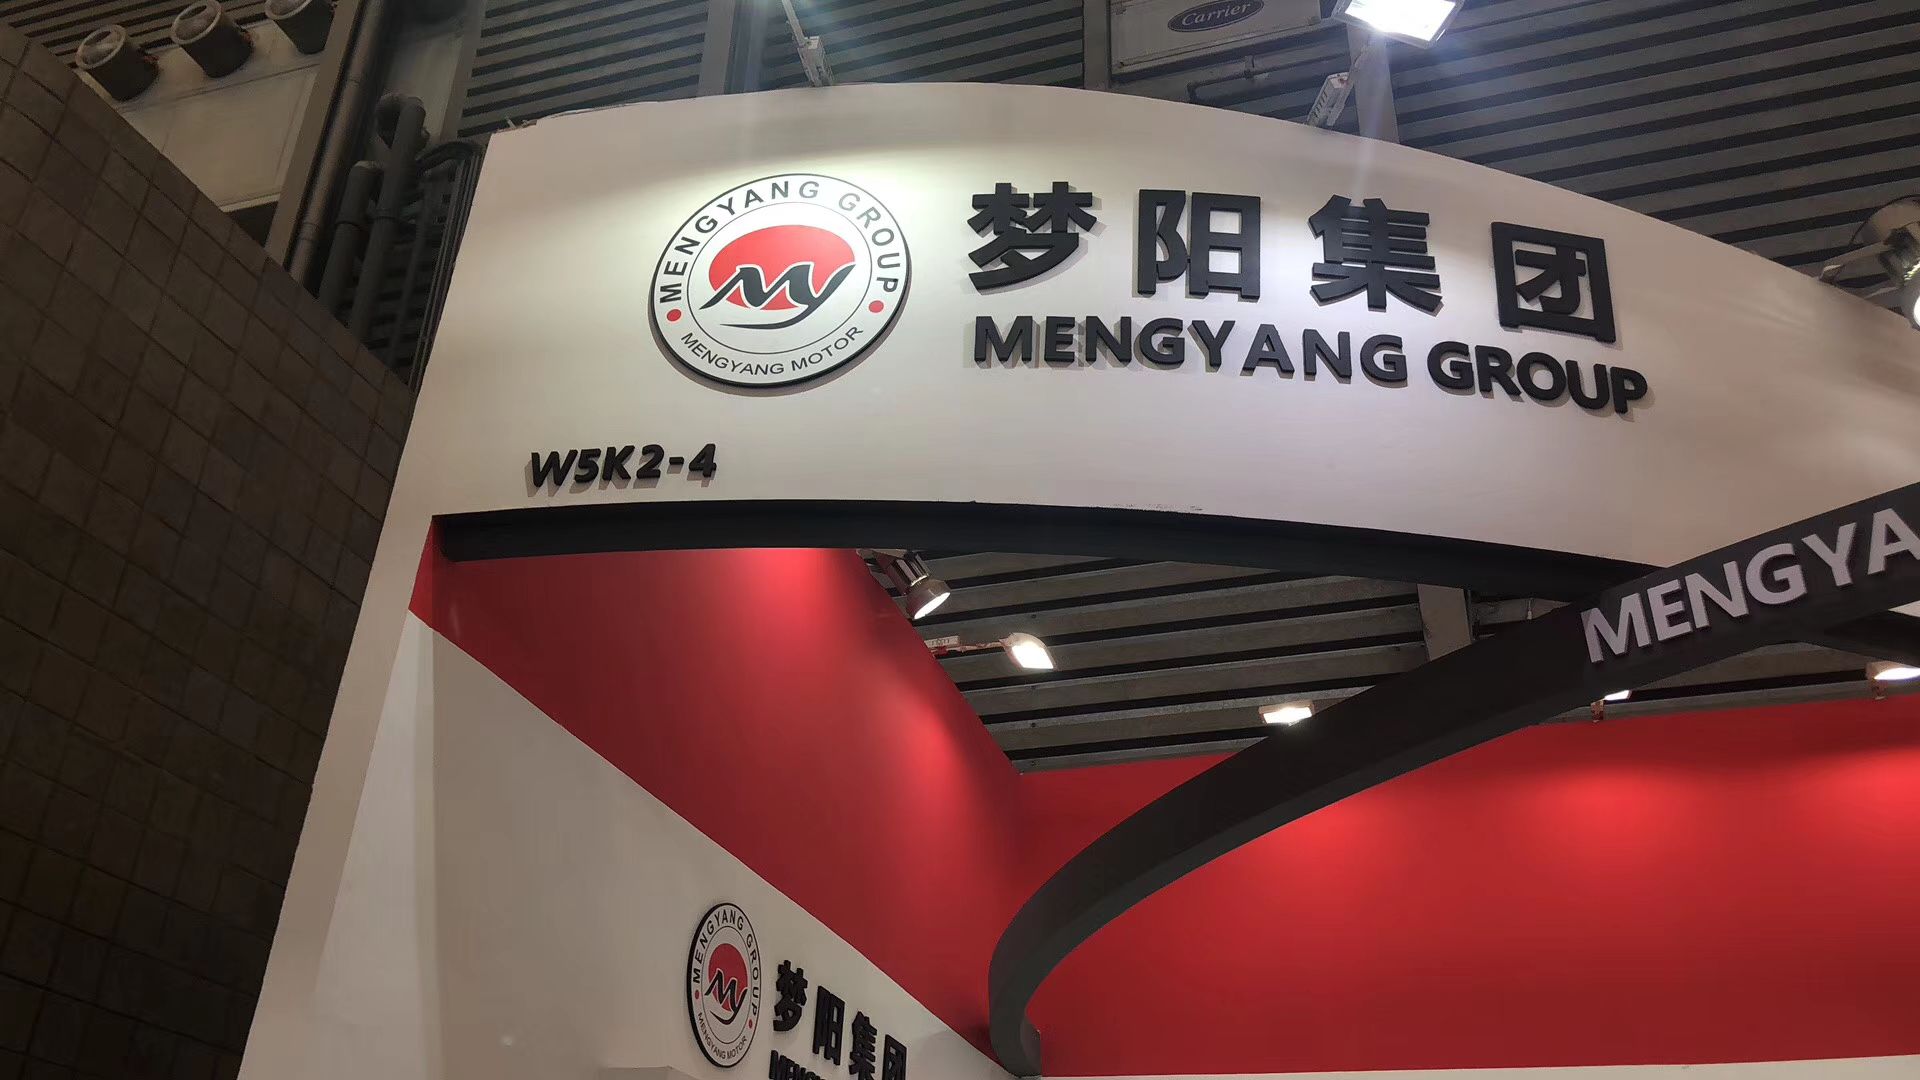 Carrier
MENGYANG GROUP
MY
MENGYANG MOTOR
梦阳集团
MENGYANG GROUP
W5K2-4
MENGYA
MENGYANG GROUP
MY
MENGYANG MOTOR
梦阳集团